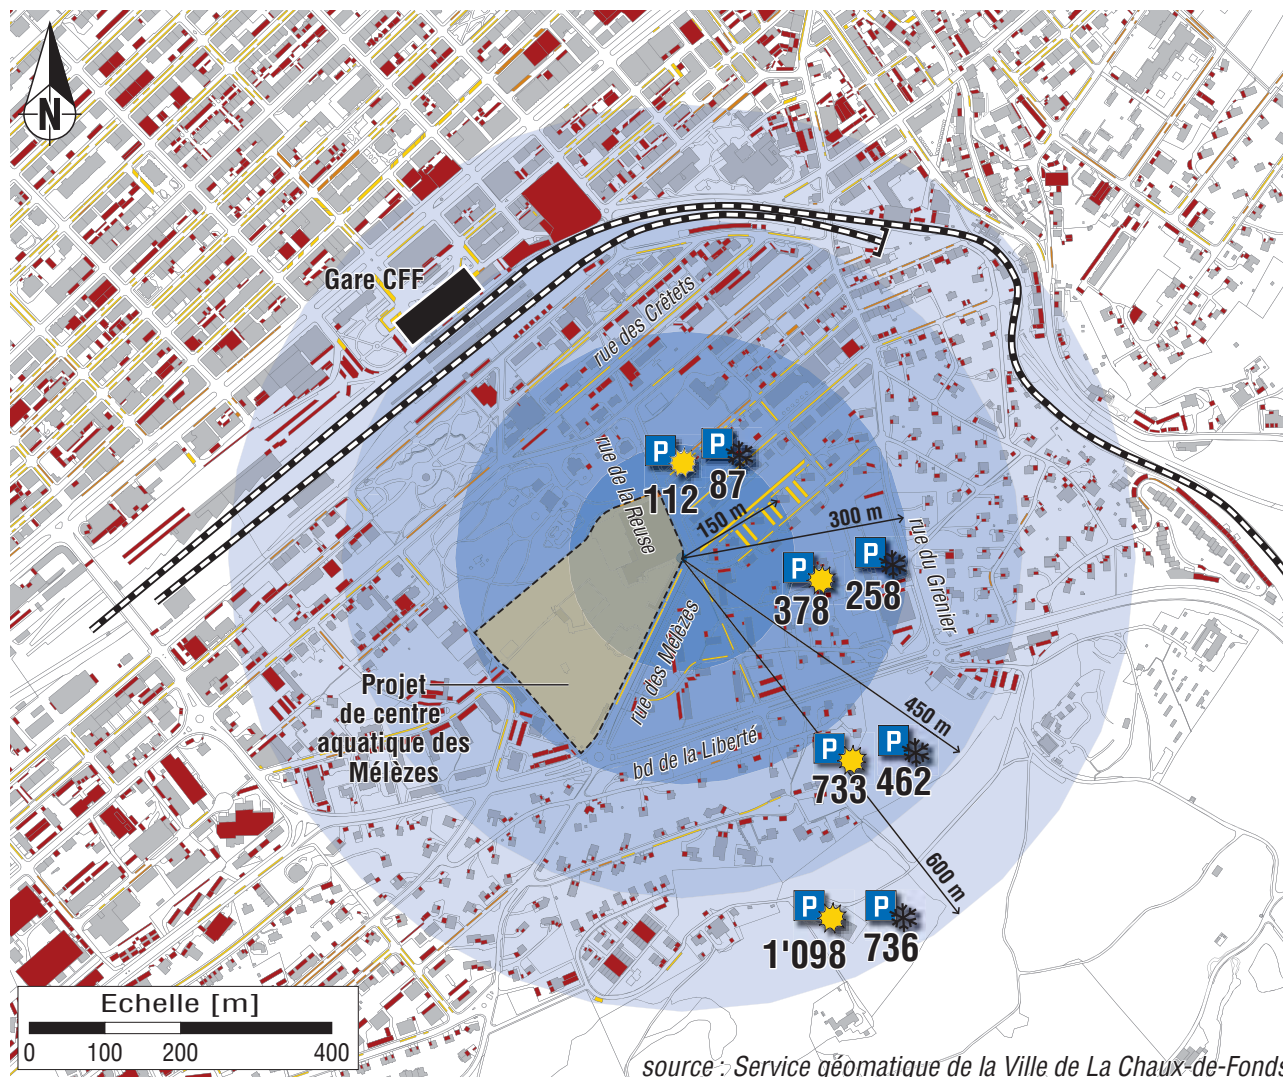 N
Gare CFF
rue des Crêtets
rue de la Reuse
P P
112 87
150 m
300 m
P P
378 258
rue du Grenier
rue des Mélèzes
Projet
de centre
aquatique des
Mélèzes
bd de la Liberté
450 m
P P
733 462
600 m
P P
1'098 736
Echelle [m]
0 100 200 400
source : Service géomatique de la Ville de La Chaux-de-Fonds